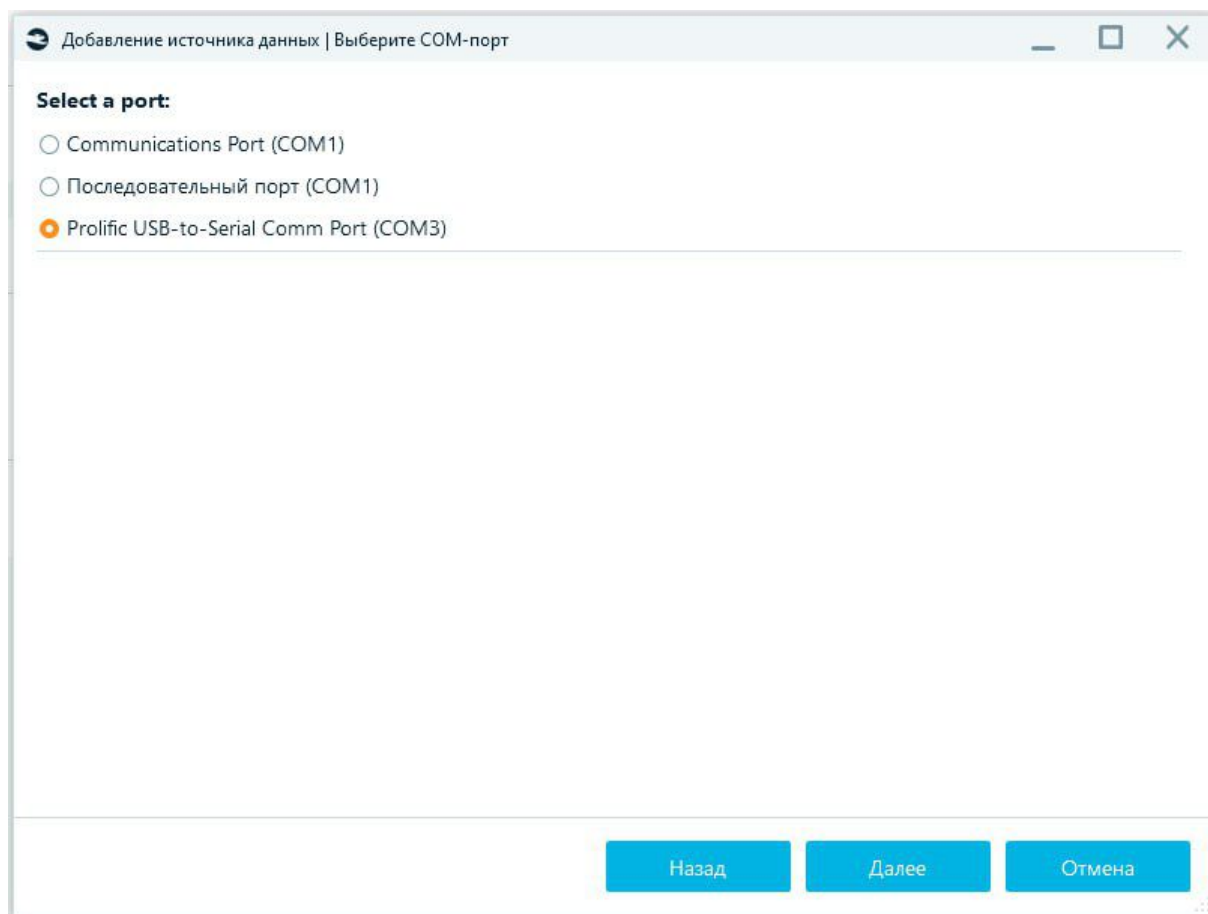 Добавление источника данных | Выберите COM-порт
Select a port:
Communications Port (COM1)
Последовательный порт (COM1)
Prolific USB-to-Serial Comm Port (COM3)
Назад Далее Отмена